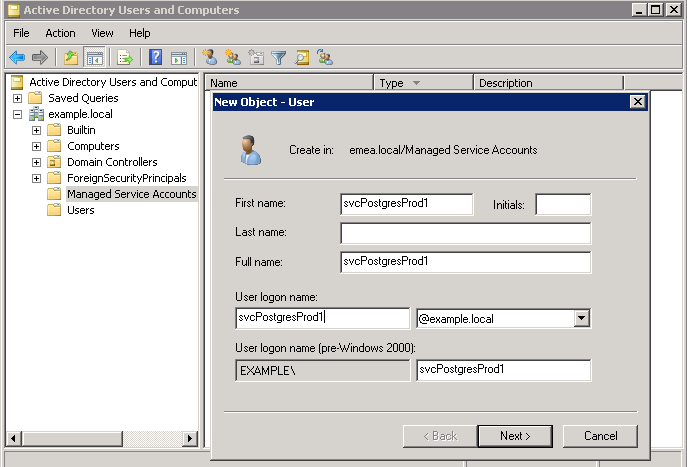 Active Directory Users and Computers
File Action View Help
Active Directory Users and Comput
Saved Queries
example.local
Builtin
Computers
Domain Controllers
ForeignSecurityPrincipals
Managed Service Accounts
Users
Name Type Description
New Object - User
Create in: emea.local/Managed Service Accounts
First name: svcPostgresProd1 Initials:
Last name:
Full name: svcPostgresProd1
User logon name:
svcPostgresProd1 @example.local
User logon name (pre-Windows 2000):
EXAMPLE\ svcPostgresProd1
< Back Next > Cancel